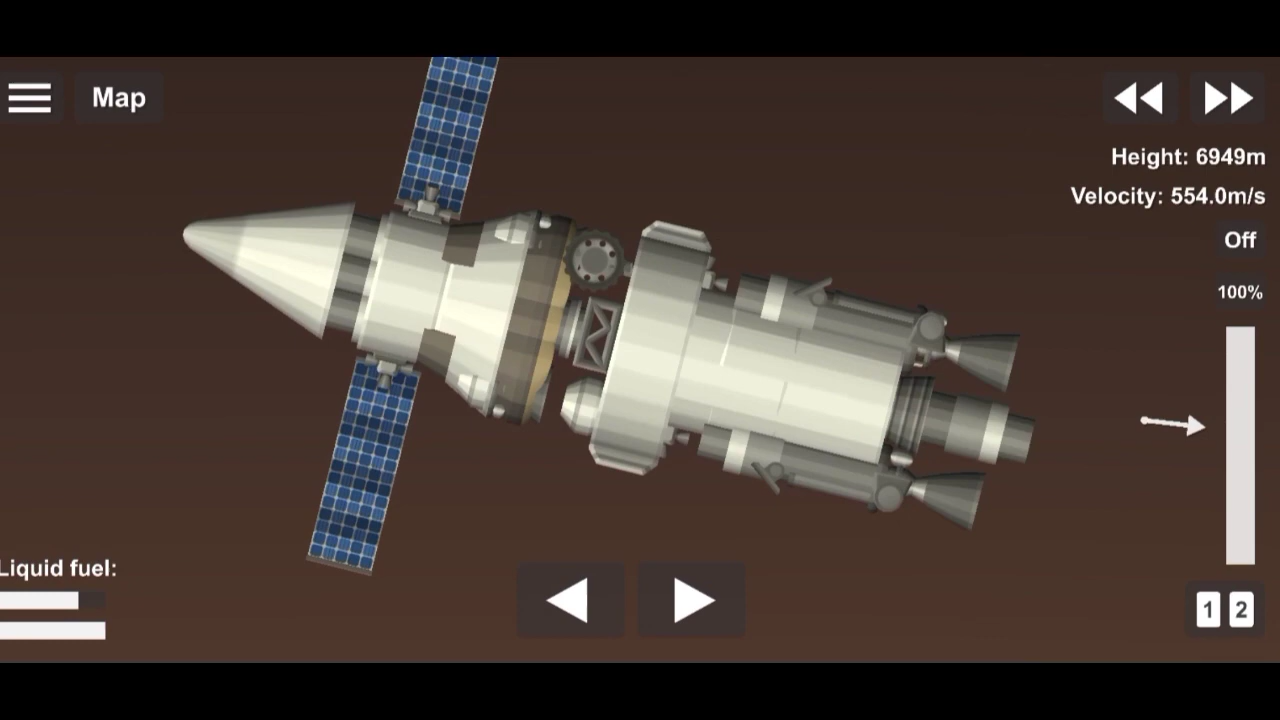 Map
Height: 6949m
Velocity: 554.0m/s
Off
100%
Liquid fuel:
1 2